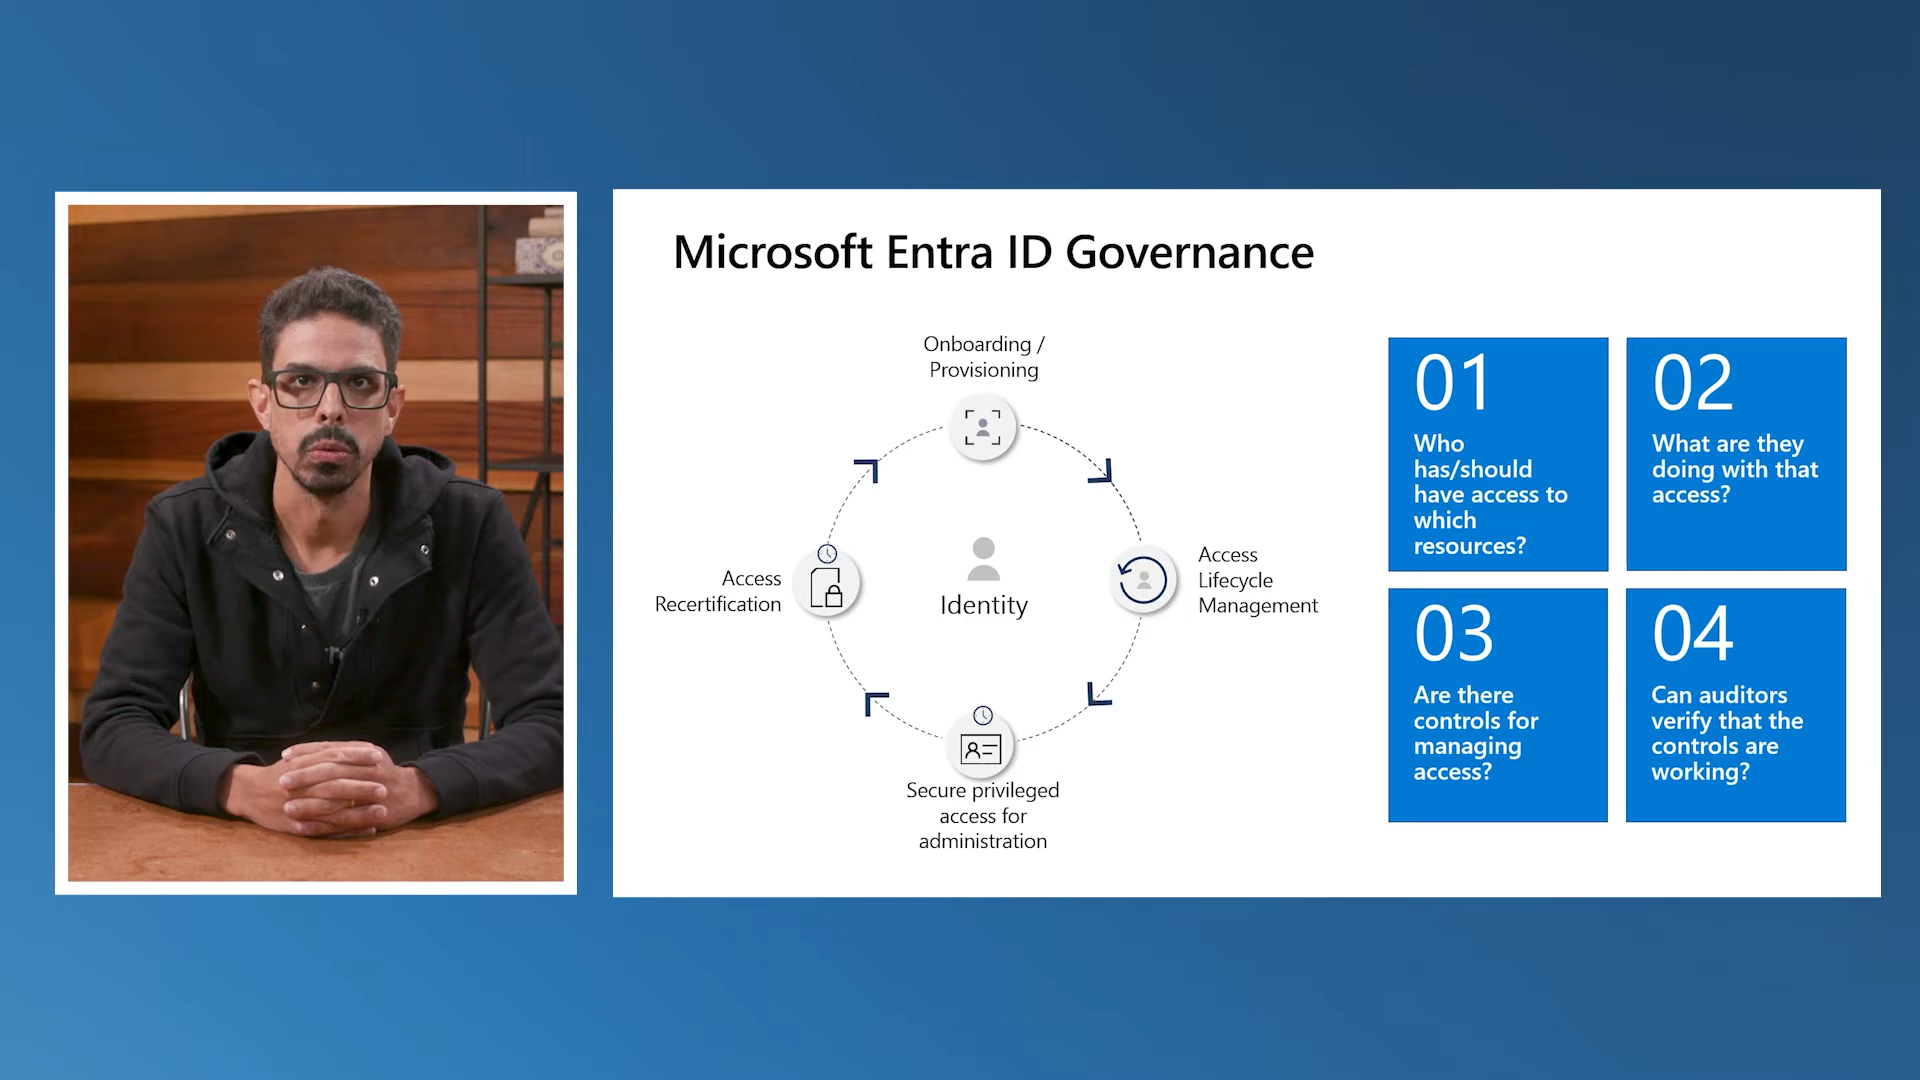 Microsoft Entra ID Governance
Onboarding /
Provisioning
Access
Lifecycle
Management
Secure privileged
access for
administration
Access
Recertification
Identity
01
Who
has/should
have access to
which
resources?
02
What are they
doing with that
access?
03
Are there
controls for
managing
access?
04
Can auditors
verify that the
controls are
working?